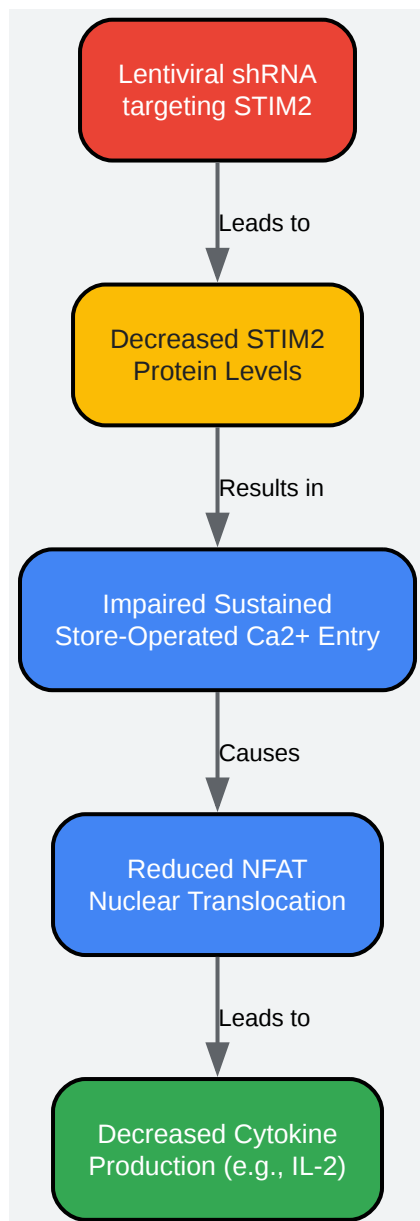 Lentiviral shRNA
targeting STIM2
Leads to
Decreased STIM2
Protein Levels
Results in
Impaired Sustained
Store-Operated Ca2+ Entry
Causes
Reduced NFAT
Nuclear Translocation
Leads to
Decreased Cytokine
Production (e.g., IL-2)